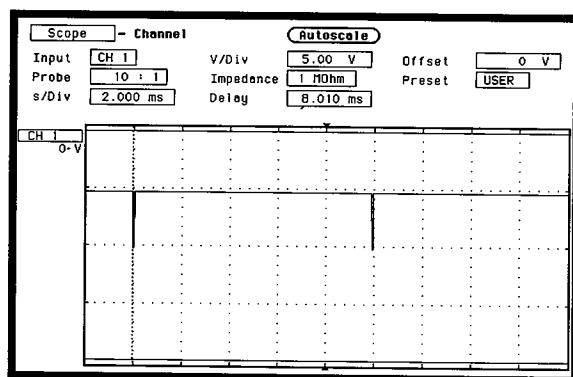 Scope - Channel Autoscale
Input CH 1 V/Div 5.00 V Offset 0 V
Probe 10 : 1 Impedance 1 MOhm Preset USER
s/Div 2.000 ms Delay 8.010 ms
CH 1
0- V